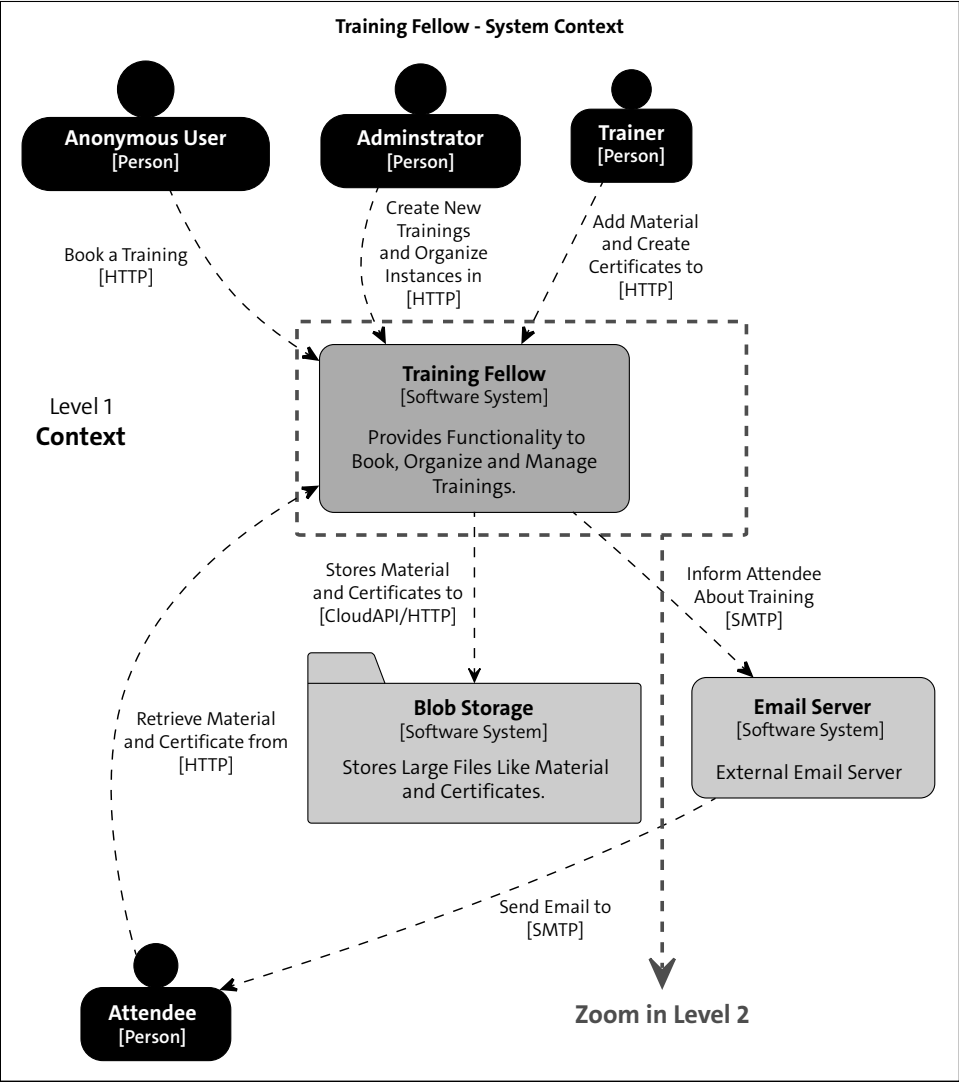 Training Fellow - System Context
Anonymous User
[Person]
Adminstrator
[Person]
Trainer
[Person]
Book a Training
[HTTP]
Create New
Trainings
and Organize
Instances in
[HTTP]
Add Material
and Create
Certificates to
[HTTP]
Level 1
Context
Training Fellow
[Software System]
Provides Functionality to
Book, Organize and Manage
Trainings.
Stores Material
and Certificates to
[CloudAPI/HTTP]
Inform Attendee
About Training
[SMTP]
Retrieve Material
and Certificate from
[HTTP]
Blob Storage
[Software System]
Stores Large Files Like Material
and Certificates.
Email Server
[Software System]
External Email Server
Send Email to
[SMTP]
Attendee
[Person]
Zoom in Level 2